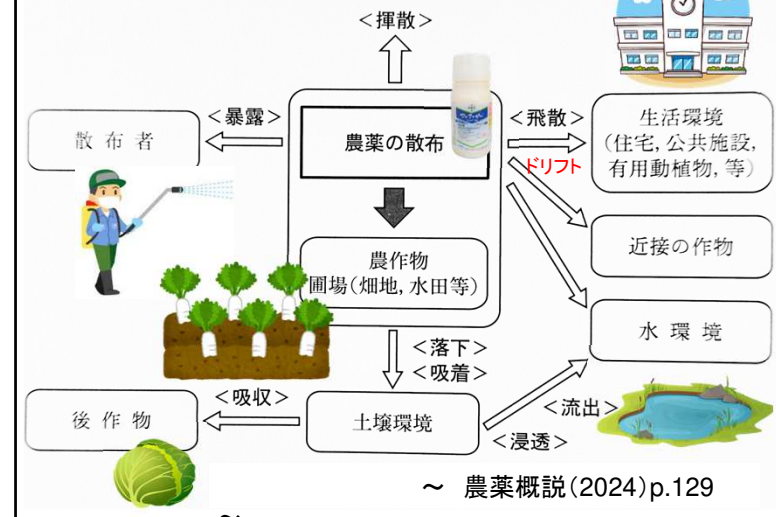 <揮散>
<暴露>
散布者
農薬の散布
<飛散>
ドリフト
生活環境
(住宅,公共施設,
有用動植物,等)
近接の作物
農作物
圃場(畑地,水田等)
水環境
<落下>
<吸着>
<吸収>
後作物
土壌環境
<流出>
<浸透>
～ 農薬概説(2024)p.129